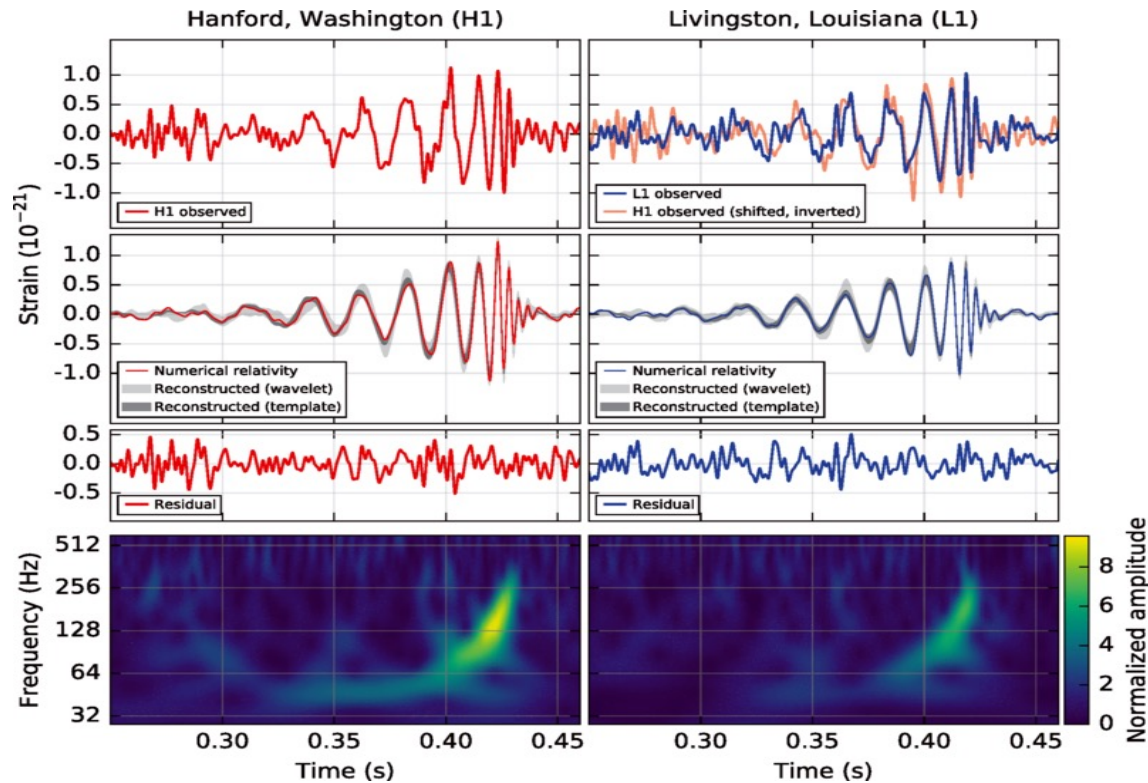 Hanford, Washington (H1)
Livingston, Louisiana (L1)
Strain (10⁻²¹)
1.0
0.5
0.0
-0.5
-1.0
H1 observed
L1 observed
H1 observed (shifted, inverted)
1.0
0.5
0.0
-0.5
-1.0
Numerical relativity
Reconstructed (wavelet)
Reconstructed (template)
Numerical relativity
Reconstructed (wavelet)
Reconstructed (template)
0.5
0.0
-0.5
Residual
Residual
Frequency (Hz)
512
256
128
64
32
0.30 0.35 0.40 0.45
Time (s)
0.30 0.35 0.40 0.45
Time (s)
8
6
4
2
0
Normalized amplitude